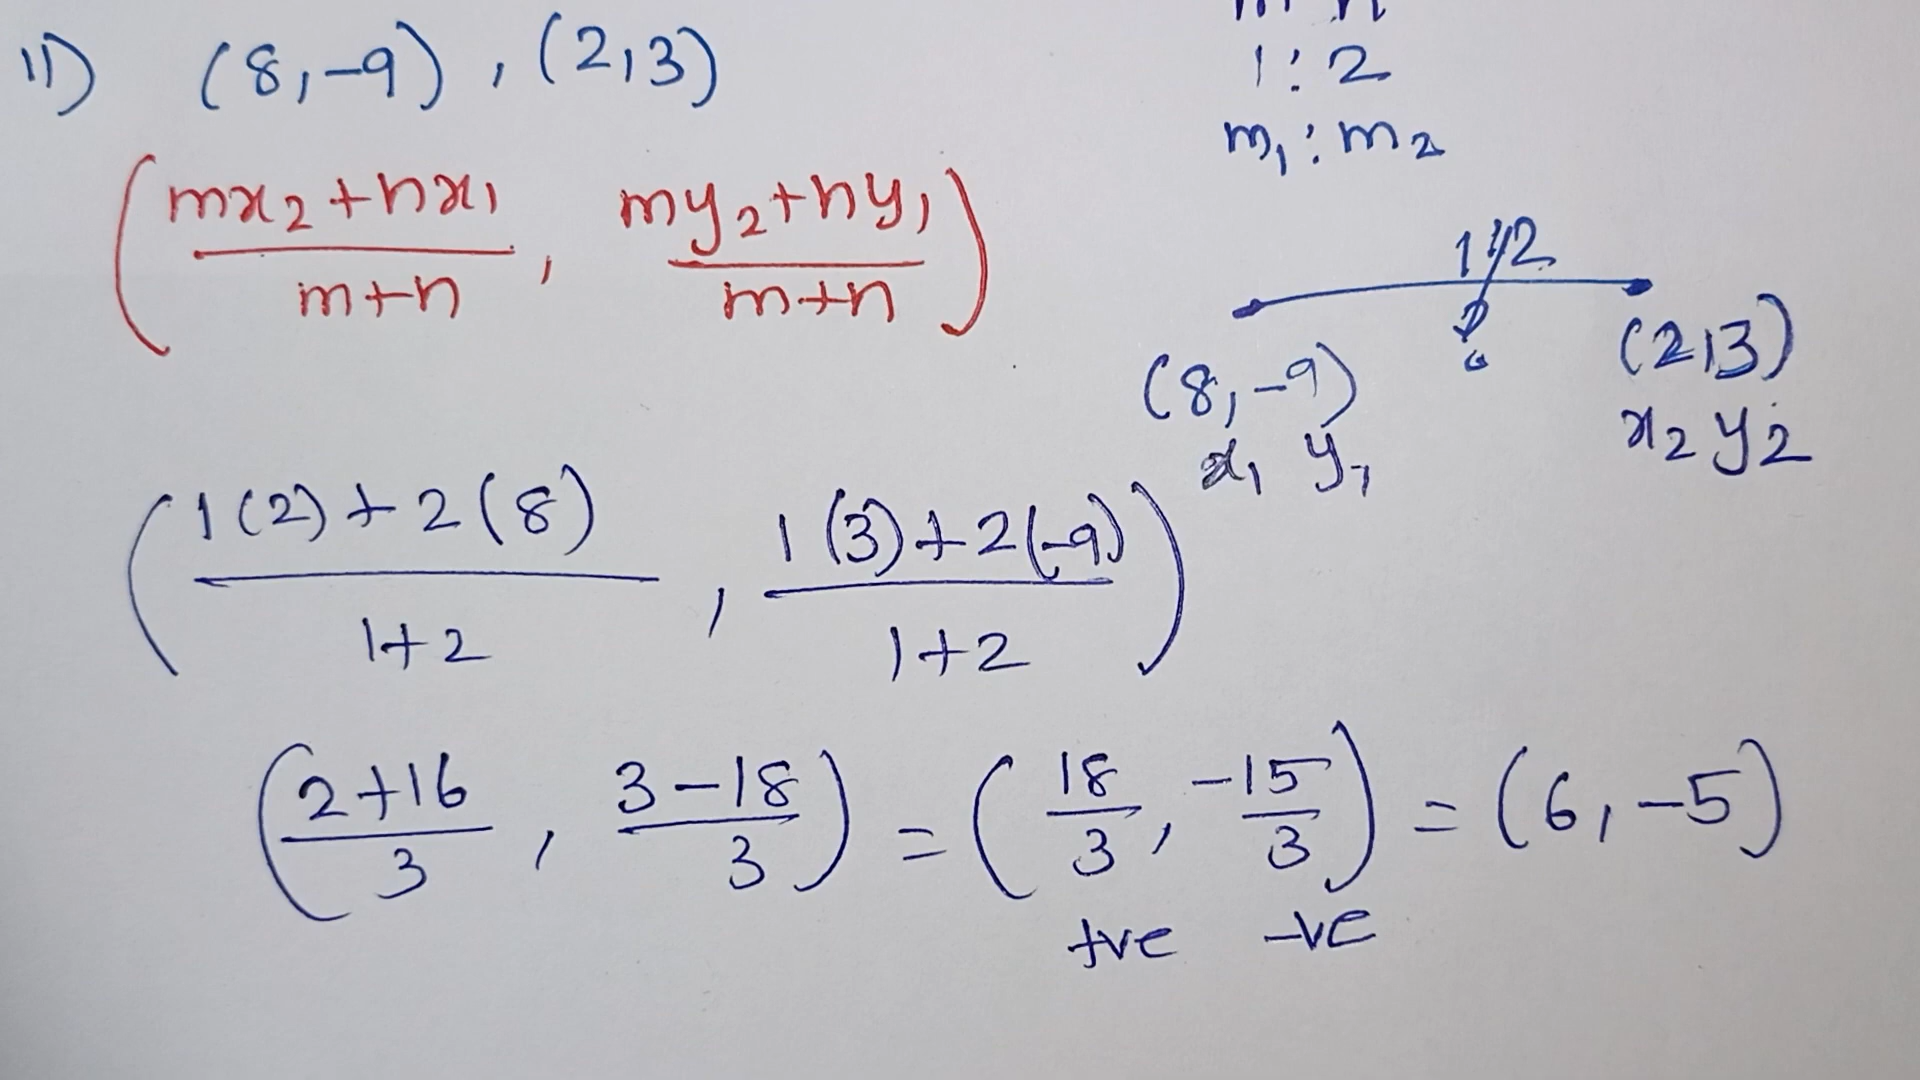 11) (8,-9), (2,3)
m n
1:2
m₁:m₂
(mx₂+nx₁/m+n, my₂+ny₁/m+n)
1:2
P
(8,-9) (2,3)
x₁ y₁ x₂ y₂
(1(2)+2(8)/1+2, 1(3)+2(-9)/1+2)
(2+16/3, 3-18/3) = (18/3, -15/3) = (6,-5)
+ve -ve